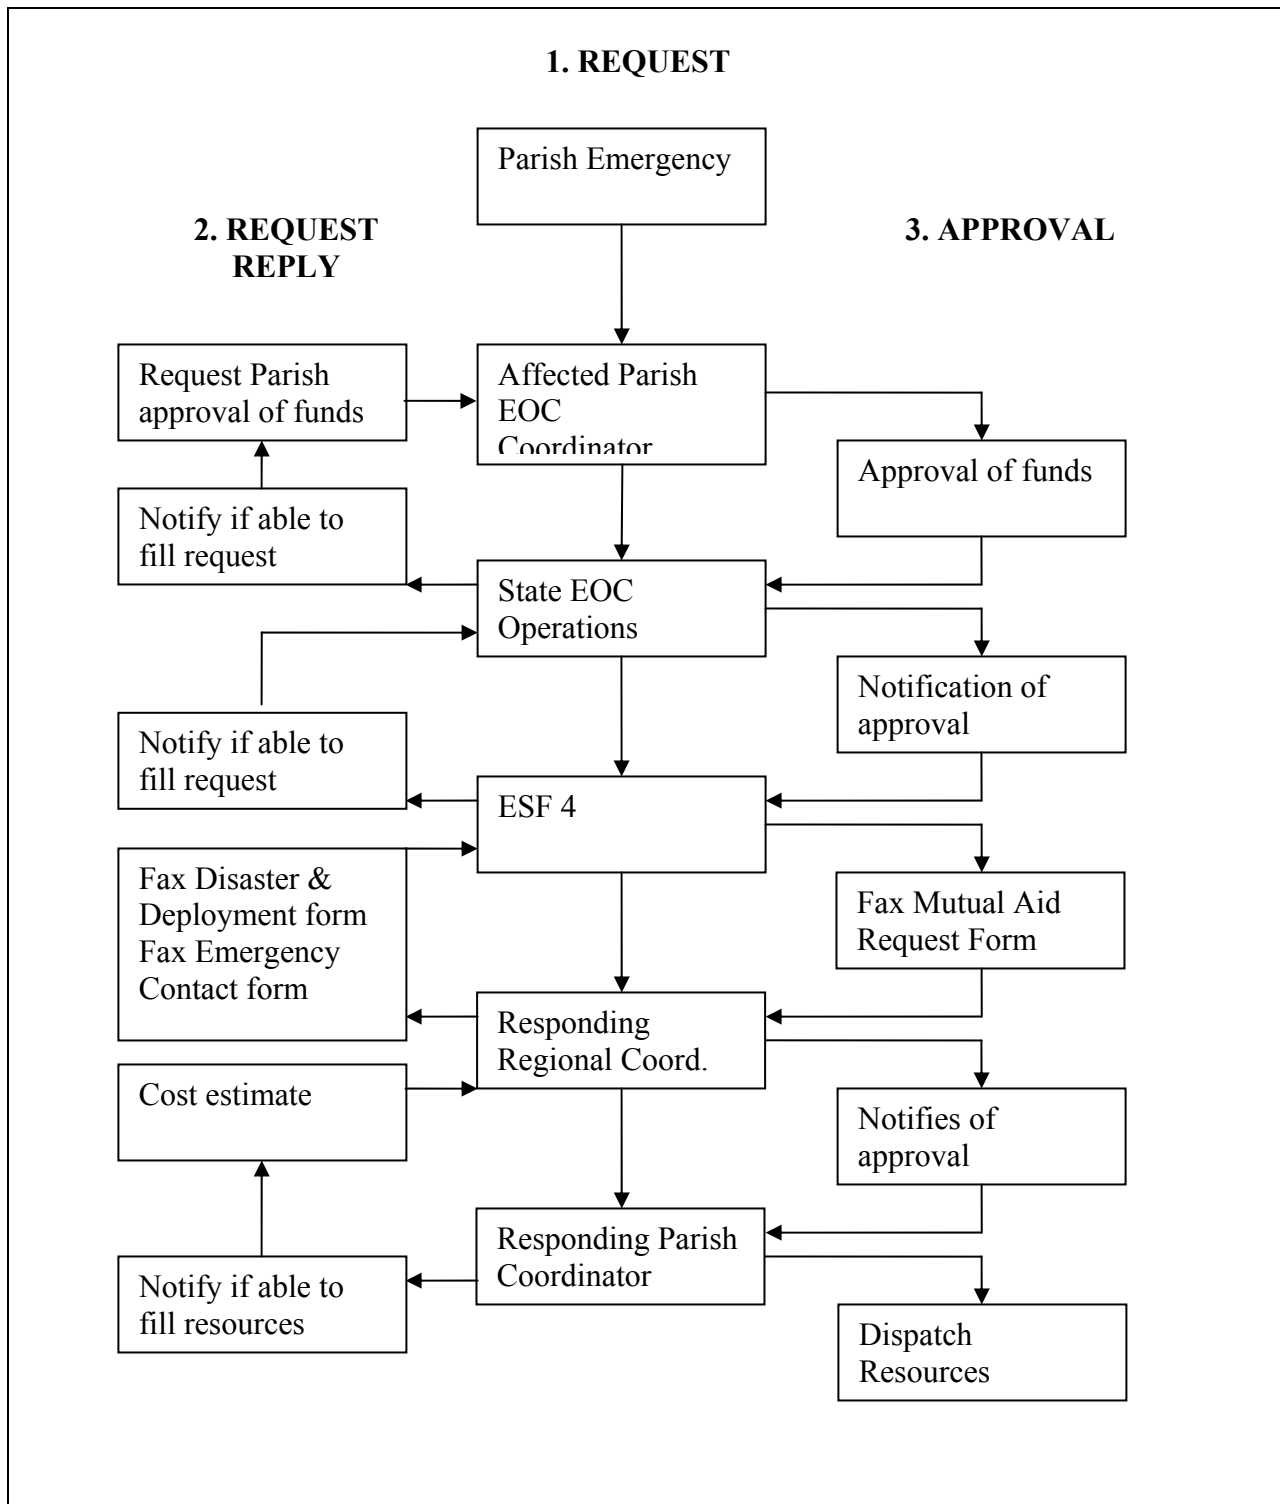 1. REQUEST
Parish Emergency
2. REQUEST
REPLY
3. APPROVAL
Request Parish
approval of funds
Affected Parish
EOC
Coordinator
Approval of funds
Notify if able to
fill request
State EOC
Operations
Notification of
approval
Notify if able to
fill request
ESF 4
Fax Disaster &
Deployment form
Fax Emergency
Contact form
Fax Mutual Aid
Request Form
Responding
Regional Coord.
Cost estimate
Notifies of
approval
Responding Parish
Coordinator
Notify if able to
fill resources
Dispatch
Resources